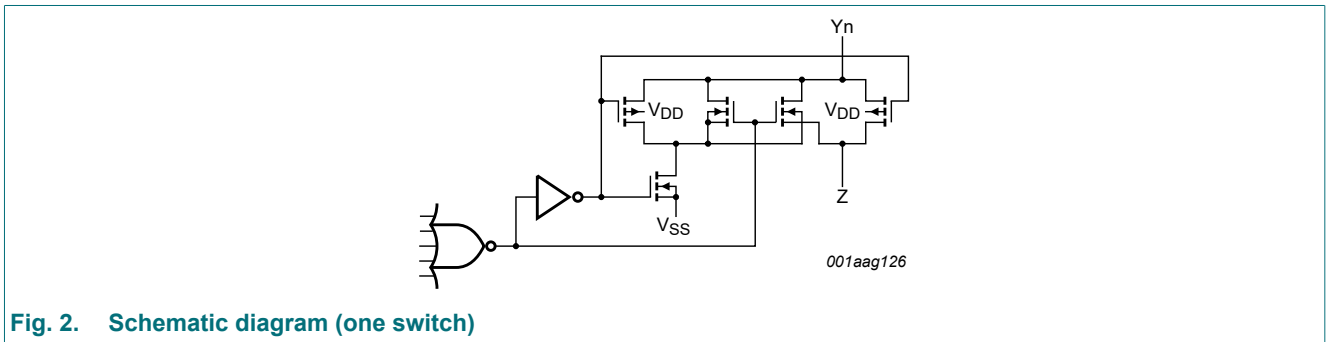 Yn
VDD
VDD
Z
VSS
001aag126
Fig. 2. Schematic diagram (one switch)